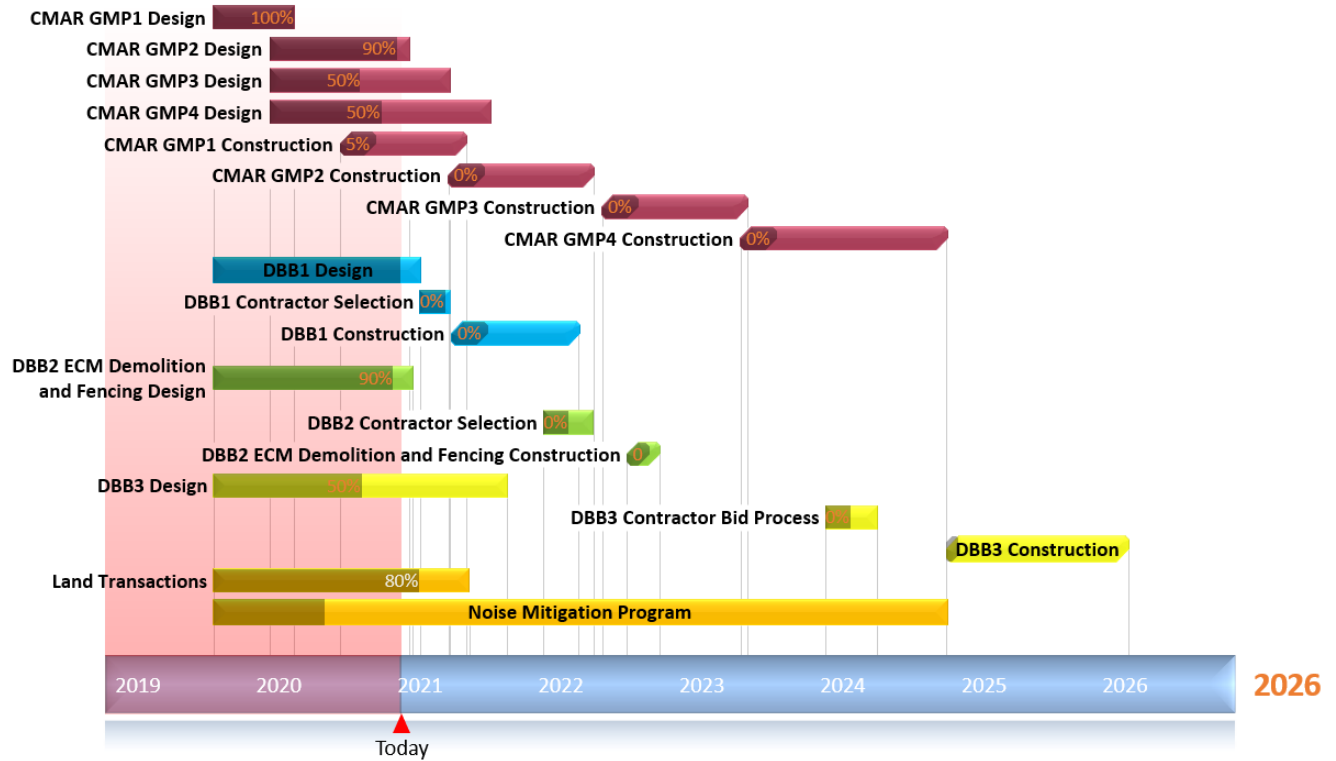 CMAR GMP1 Design 100%
CMAR GMP2 Design 90%
CMAR GMP3 Design 50%
CMAR GMP4 Design 50%
CMAR GMP1 Construction 5%
CMAR GMP2 Construction 0%
CMAR GMP3 Construction 0%
CMAR GMP4 Construction 0%
DBB1 Design
DBB1 Contractor Selection 0%
DBB1 Construction 0%
DBB2 ECM Demolition
and Fencing Design 90%
DBB2 Contractor Selection 0%
DBB2 ECM Demolition and Fencing Construction 0
DBB3 Design 50%
DBB3 Contractor Bid Process 0%
DBB3 Construction
Land Transactions 80%
Noise Mitigation Program
2019 2020 2021 2022 2023 2024 2025 2026 2026
Today